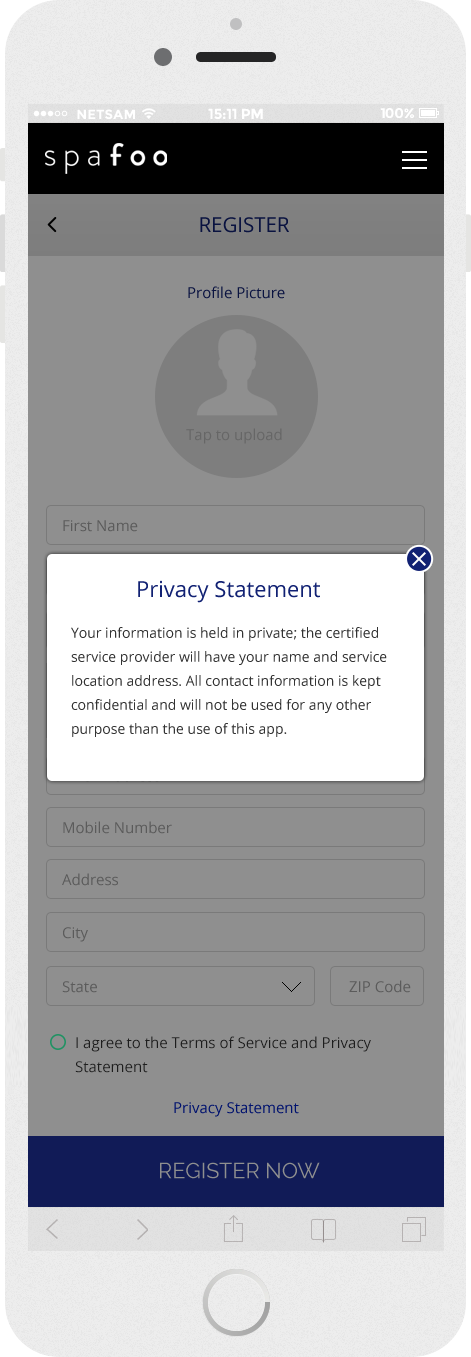 NETSAM 15:11 PM 100%
spafoo
REGISTER
Profile Picture
Tap to upload
First Name
Privacy Statement
Your information is held in private; the certified
service provider will have your name and service
location address. All contact information is kept
confidential and will not be used for any other
purpose than the use of this app.
Mobile Number
Address
City
State ZIP Code
I agree to the Terms of Service and Privacy
Statement
Privacy Statement
REGISTER NOW